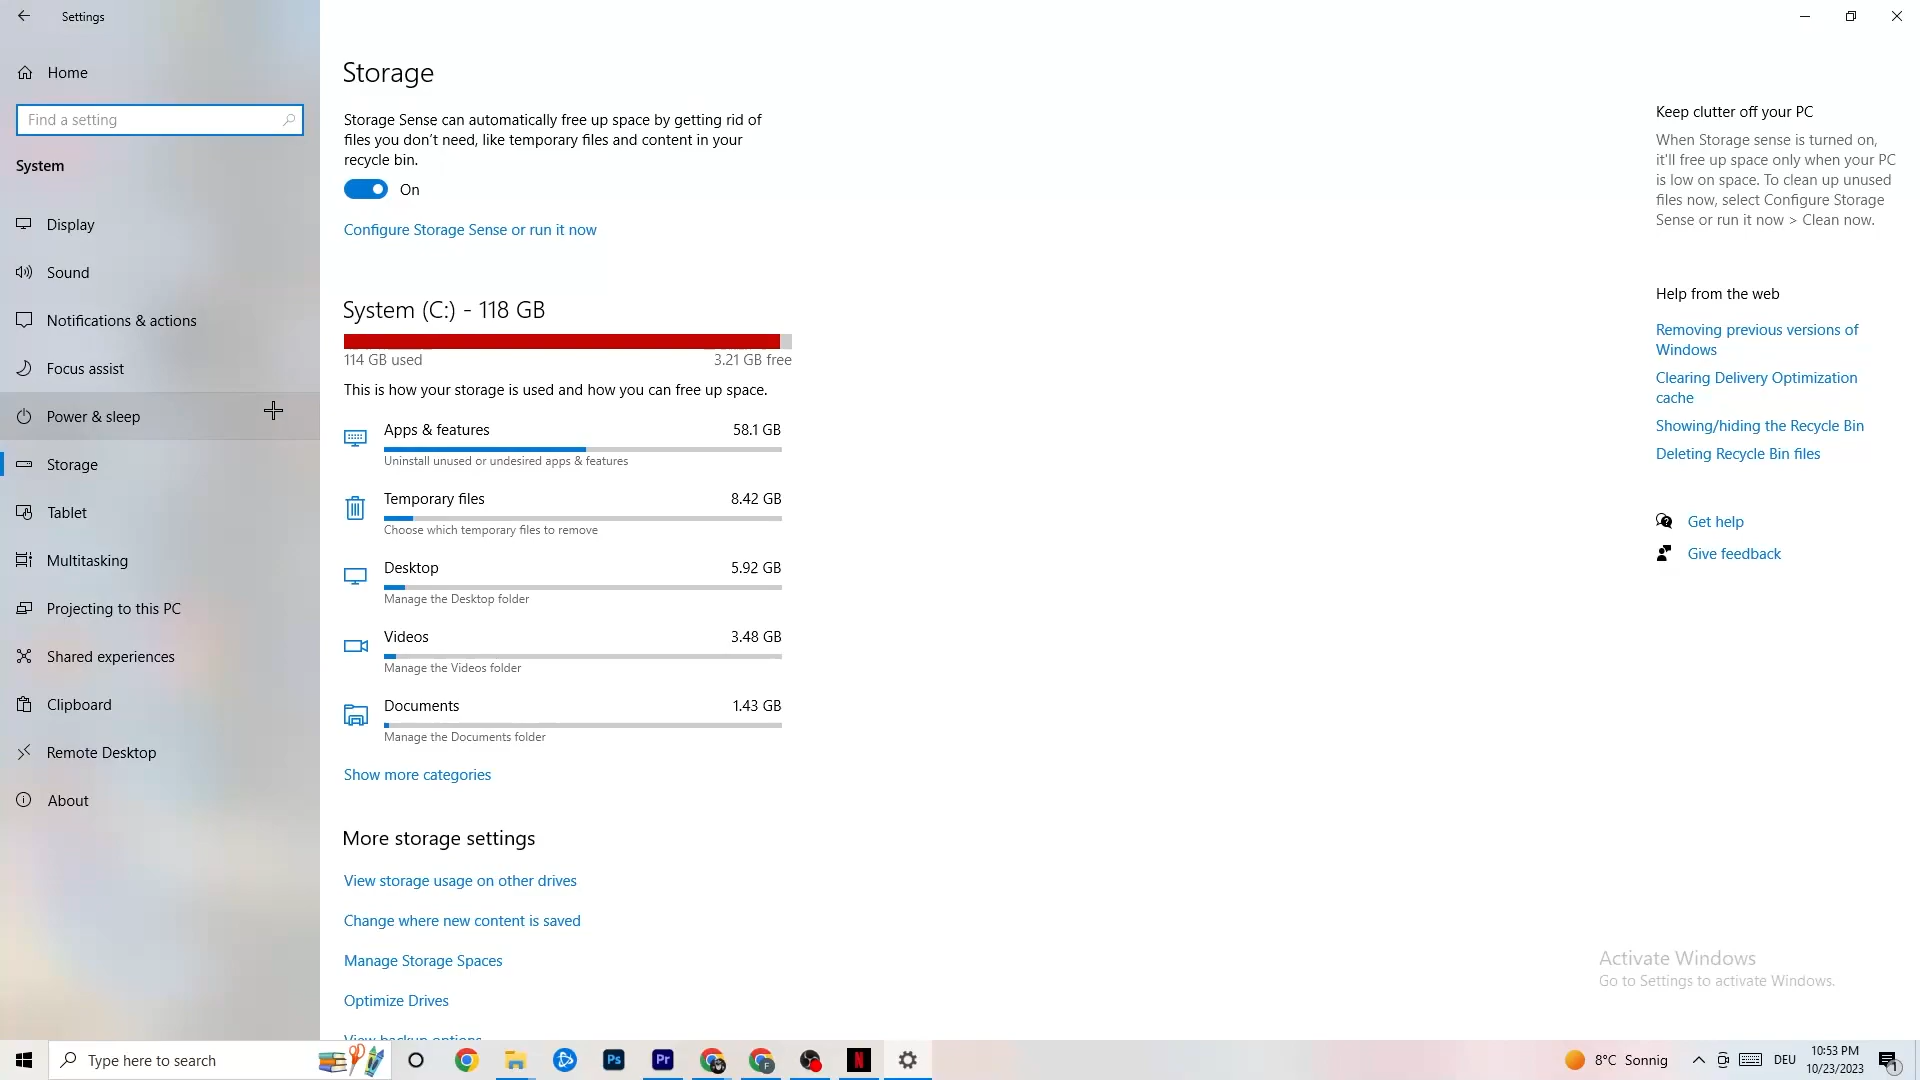 Settings
Home
Find a setting
System
Display
Sound
Notifications & actions
Focus assist
Power & sleep
Storage
Tablet
Multitasking
Projecting to this PC
Shared experiences
Clipboard
Remote Desktop
About
Storage
Storage Sense can automatically free up space by getting rid of
files you don't need, like temporary files and content in your
recycle bin.
On
Configure Storage Sense or run it now
System (C:) - 118 GB
114 GB used 3.21 GB free
This is how your storage is used and how you can free up space.
Apps & features 58.1 GB
Uninstall unused or undesired apps & features
Temporary files 8.42 GB
Choose which temporary files to remove
Desktop 5.92 GB
Manage the Desktop folder
Videos 3.48 GB
Manage the Videos folder
Documents 1.43 GB
Manage the Documents folder
Show more categories
More storage settings
View storage usage on other drives
Change where new content is saved
Manage Storage Spaces
Optimize Drives
View backup options
Keep clutter off your PC
When Storage sense is turned on,
it'll free up space only when your PC
is low on space. To clean up unused
files now, select Configure Storage
Sense or run it now > Clean now.
Help from the web
Removing previous versions of
Windows
Clearing Delivery Optimization
cache
Showing/hiding the Recycle Bin
Deleting Recycle Bin files
Get help
Give feedback
Activate Windows
Go to Settings to activate Windows.
Type here to search
Ps
Pr
F
N
8°C Sonnig
DEU
10:53 PM
10/23/2023
1